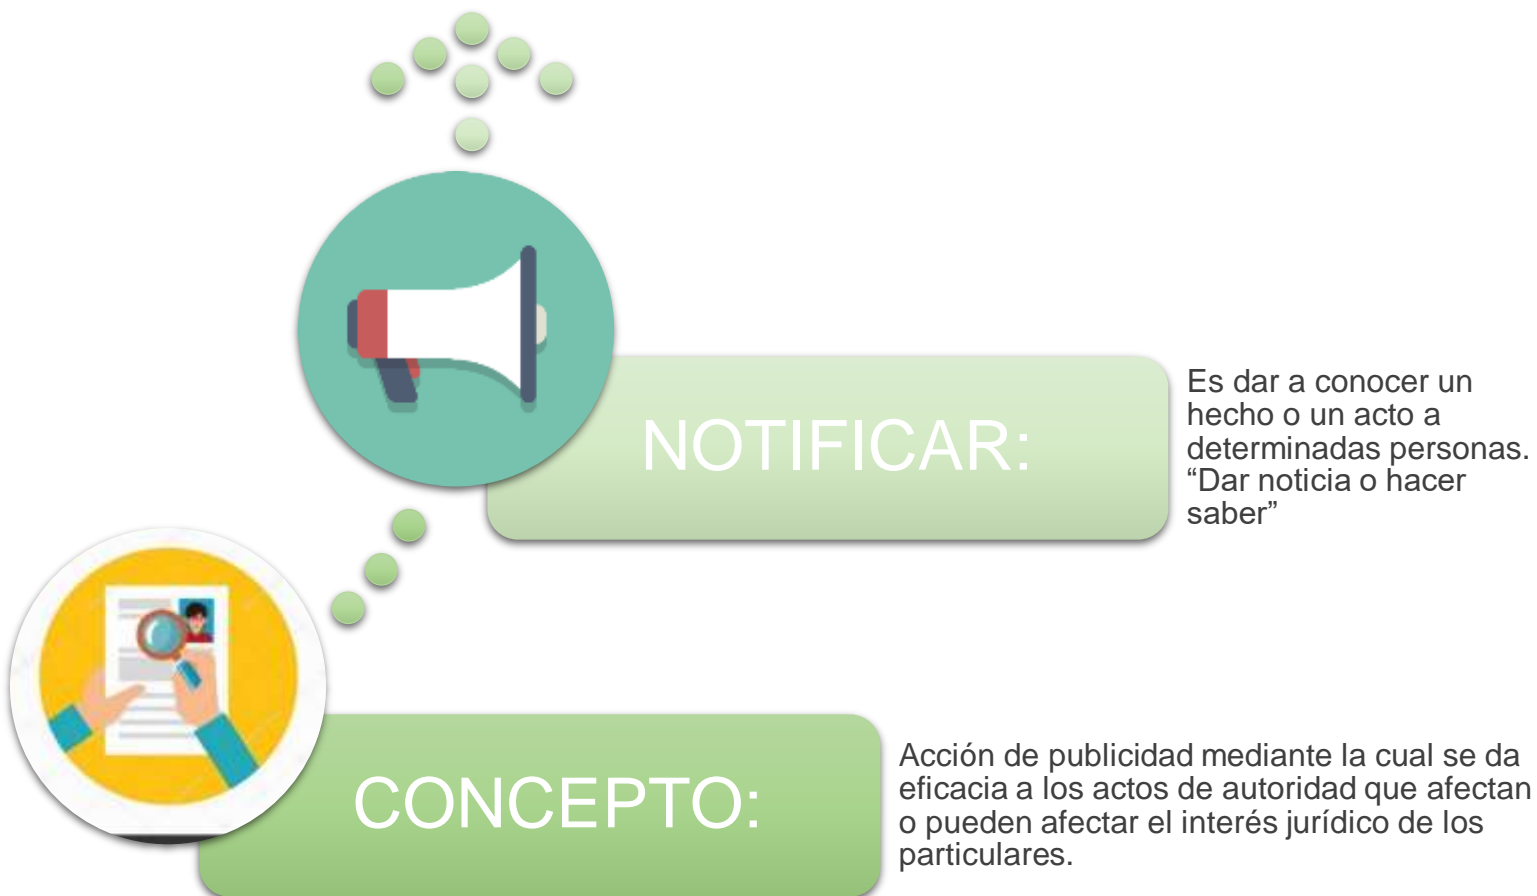 NOTIFICAR:
Es dar a conocer un
hecho o un acto a
determinadas personas.
“Dar noticia o hacer
saber”
CONCEPTO:
Acción de publicidad mediante la cual se da
eficacia a los actos de autoridad que afectan
o pueden afectar el interés jurídico de los
particulares.